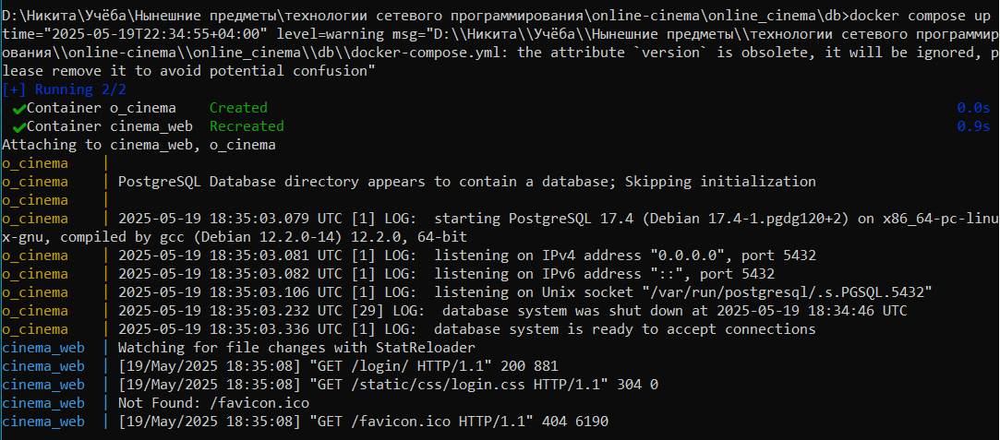 D:\Никита\Учёба\Нынешние предметы\технологии сетевого программирования\online-cinema\online_cinema\db>docker compose up
time="2025-05-19T22:34:55+04:00" level=warning msg="D:\\Никита\\Учёба\\Нынешние предметы\\технологии сетевого программир
ования\\online-cinema\\online_cinema\\db\\docker-compose.yml: the attribute `version` is obsolete, it will be ignored, p
lease remove it to avoid potential confusion"
[+] Running 2/2
✔Container o_cinema    Created    0.0s
✔Container cinema_web  Recreated    0.9s
Attaching to cinema_web, o_cinema
o_cinema    |
o_cinema    | PostgreSQL Database directory appears to contain a database; Skipping initialization
o_cinema    |
o_cinema    | 2025-05-19 18:35:03.079 UTC [1] LOG:  starting PostgreSQL 17.4 (Debian 17.4-1.pgdg120+2) on x86_64-pc-linu
x-gnu, compiled by gcc (Debian 12.2.0-14) 12.2.0, 64-bit
o_cinema    | 2025-05-19 18:35:03.081 UTC [1] LOG:  listening on IPv4 address "0.0.0.0", port 5432
o_cinema    | 2025-05-19 18:35:03.082 UTC [1] LOG:  listening on IPv6 address "::", port 5432
o_cinema    | 2025-05-19 18:35:03.106 UTC [1] LOG:  listening on Unix socket "/var/run/postgresql/.s.PGSQL.5432"
o_cinema    | 2025-05-19 18:35:03.232 UTC [29] LOG:  database system was shut down at 2025-05-19 18:34:46 UTC
o_cinema    | 2025-05-19 18:35:03.336 UTC [1] LOG:  database system is ready to accept connections
cinema_web  | Watching for file changes with StatReloader
cinema_web  | [19/May/2025 18:35:08] "GET /login/ HTTP/1.1" 200 881
cinema_web  | [19/May/2025 18:35:08] "GET /static/css/login.css HTTP/1.1" 304 0
cinema_web  | Not Found: /favicon.ico
cinema_web  | [19/May/2025 18:35:08] "GET /favicon.ico HTTP/1.1" 404 6190